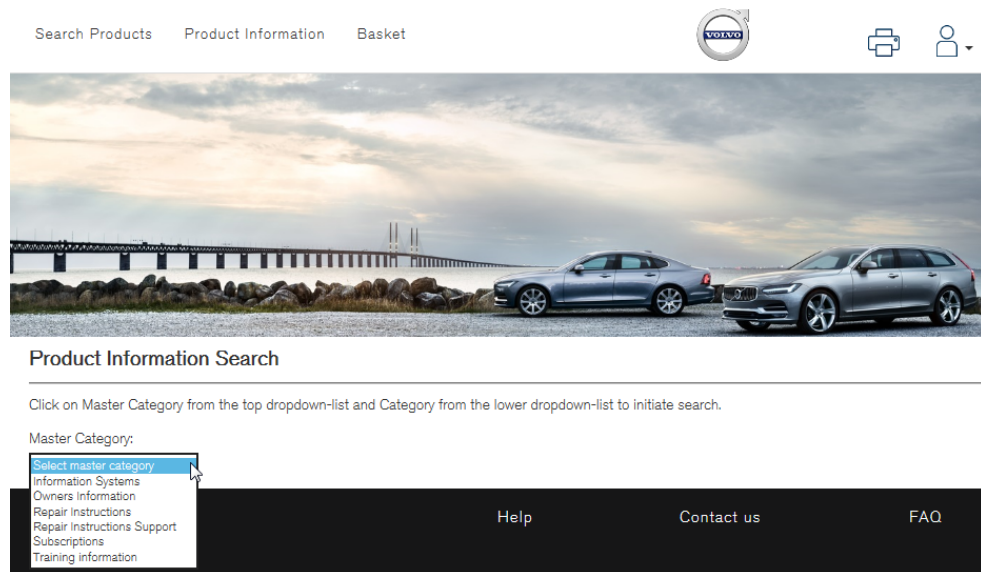 Search Products Product Information Basket
VOLVO
Product Information Search
Click on Master Category from the top dropdown-list and Category from the lower dropdown-list to initiate search.
Master Category:
Select master category
Information Systems
Owners Information
Repair Instructions
Repair Instructions Support
Subscriptions
Training information
Help Contact us FAQ